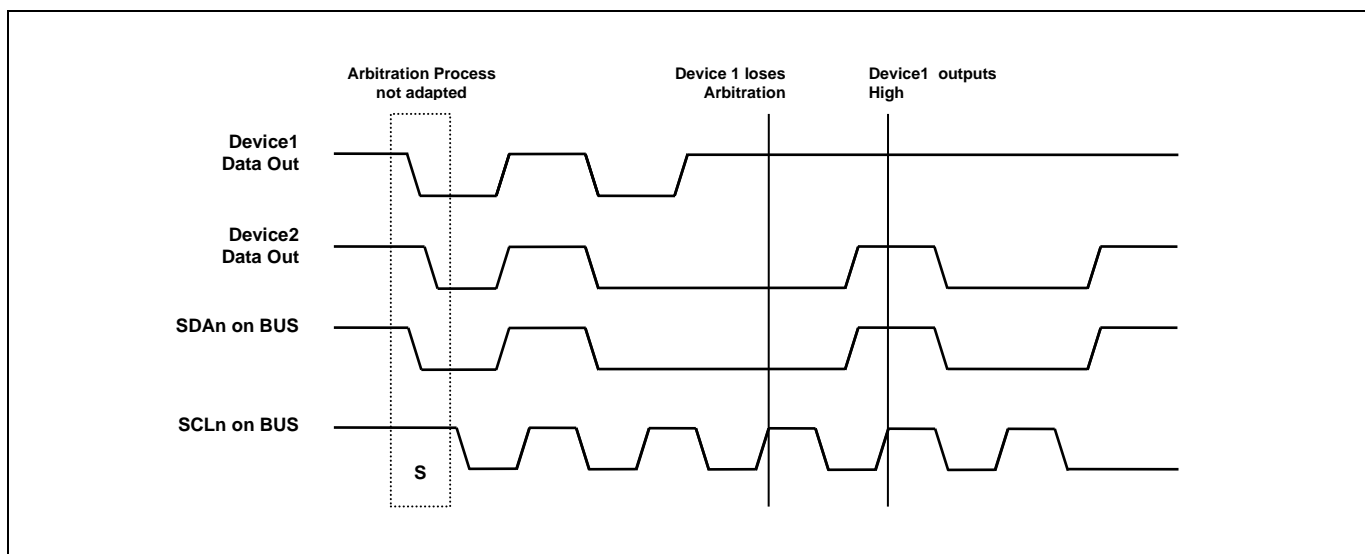 Arbitration Process
not adapted
Device 1 loses
Arbitration
Device1 outputs
High
Device1
Data Out
Device2
Data Out
SDAn on BUS
SCLn on BUS
S